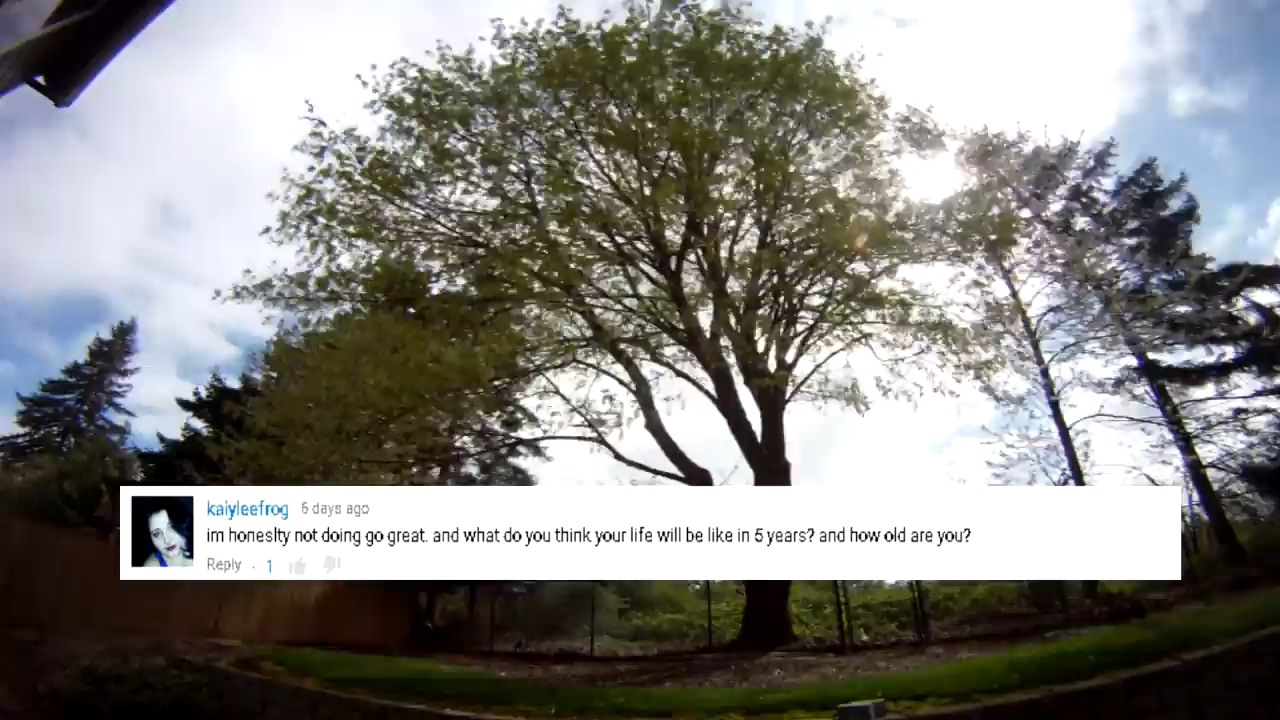 kaiyleefrog 6 days ago
im honeslty not doing go great. and what do you think your life will be like in 5 years? and how old are you?
Reply . 1